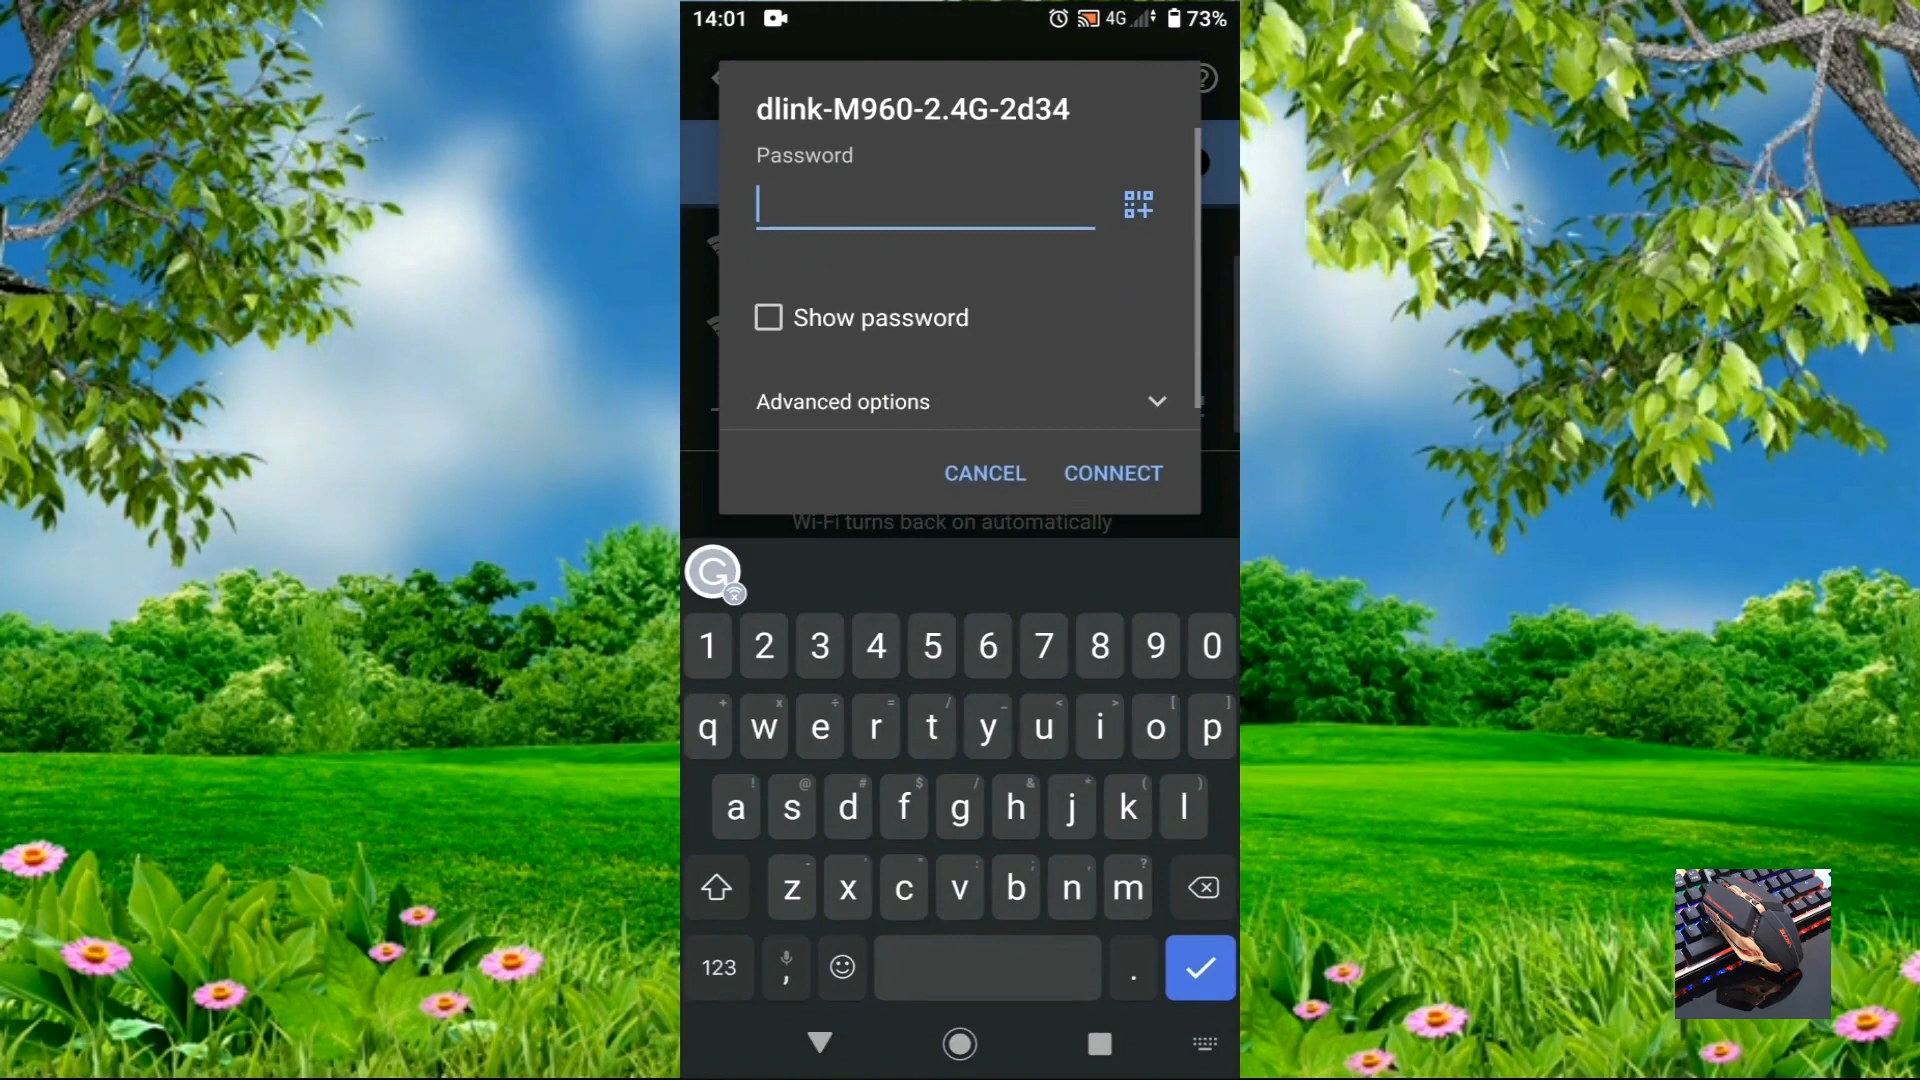 14:01 4G 73%
dlink-M960-2.4G-2d34
Password
Show password
Advanced options
CANCEL CONNECT
Wi-Fi turns back on automatically
1 2 3 4 5 6 7 8 9 0
q w e r t y u i o p
a s d f g h j k l
z x c v b n m
123 , .